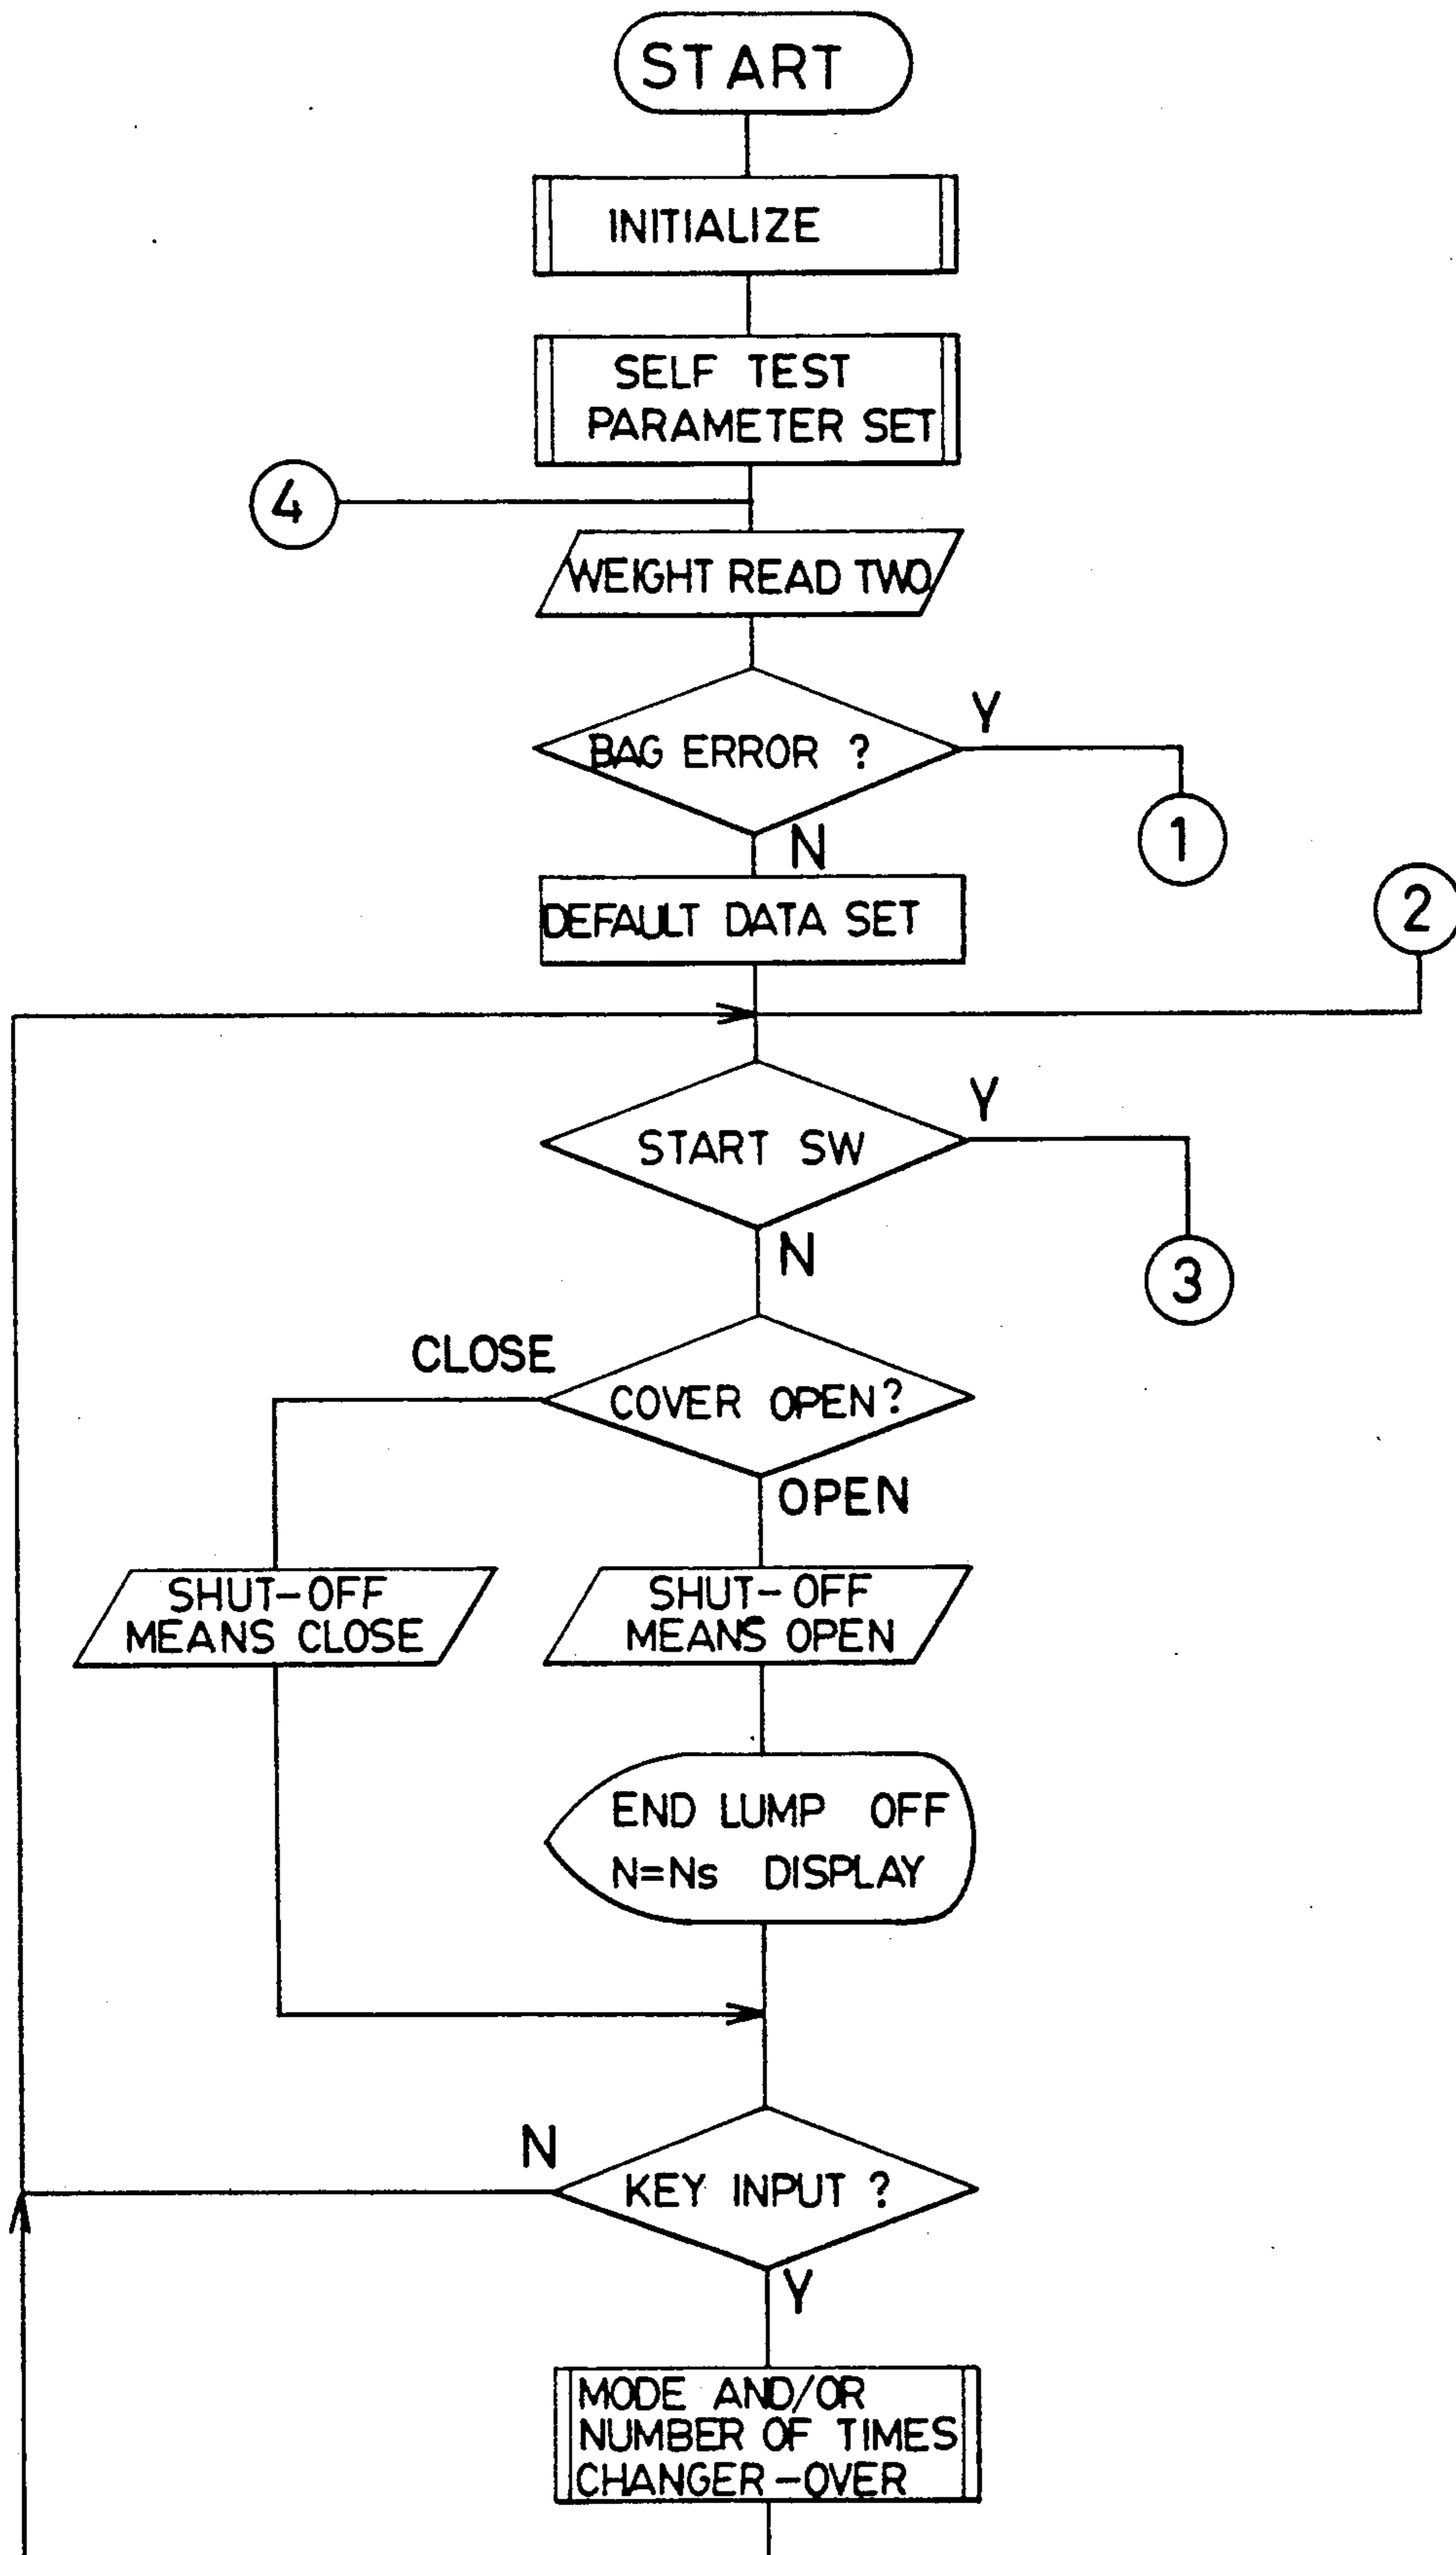 START
INITIALIZE
SELF TEST
PARAMETER SET
4
WEIGHT READ TWO
BAG ERROR ?
Y
1
N
DEFAULT DATA SET
2
START SW
Y
3
N
COVER OPEN?
CLOSE
OPEN
SHUT-OFF
MEANS CLOSE
SHUT-OFF
MEANS OPEN
END LUMP OFF
N=Ns DISPLAY
KEY INPUT ?
N
Y
MODE AND/OR
NUMBER OF TIMES
CHANGER-OVER